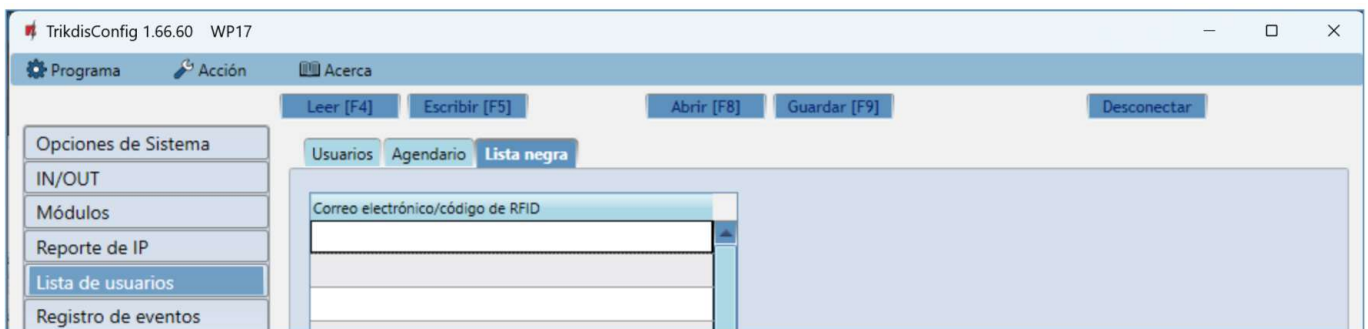 TrikdisConfig 1.66.60 WP17
Programa Acción Acerca
Leer [F4] Escribir [F5] Abrir [F8] Guardar [F9] Desconectar
Opciones de Sistema
IN/OUT
Módulos
Reporte de IP
Lista de usuarios
Registro de eventos
Usuarios Agendario Lista negra
Correo electrónico/código de RFID